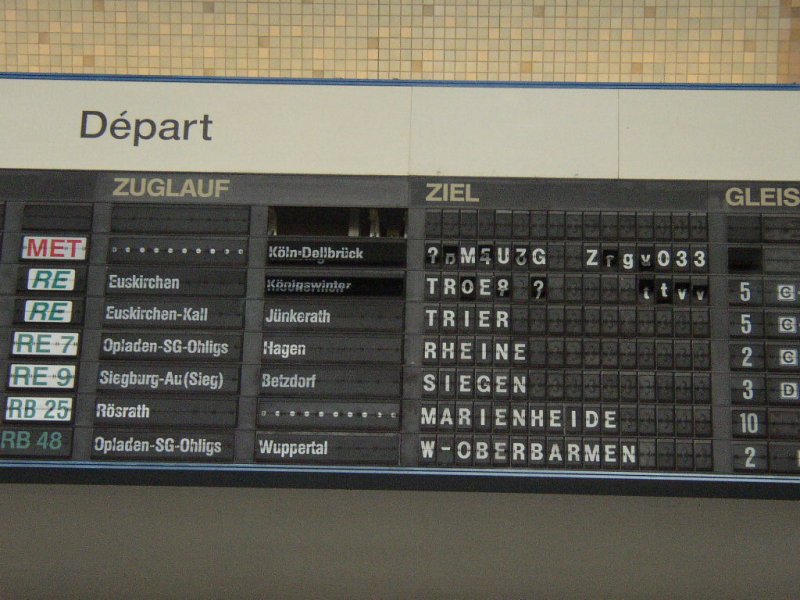 Départ
ZUGLAUF ZIEL GLEIS
MET Köln-Dellbrück
RE Euskirchen Königswinter 5 C
RE Euskirchen-Kall Jünkerath TRIER 5 C
RE 7 Opladen-SG-Ohligs Hagen RHEINE 2 C
RE 9 Siegburg-Au(Sieg) Betzdorf SIEGEN 3 D
RB 25 Rösrath MARIENHEIDE 10
RB 48 Opladen-SG-Ohligs Wuppertal W-OBERBARMEN 2